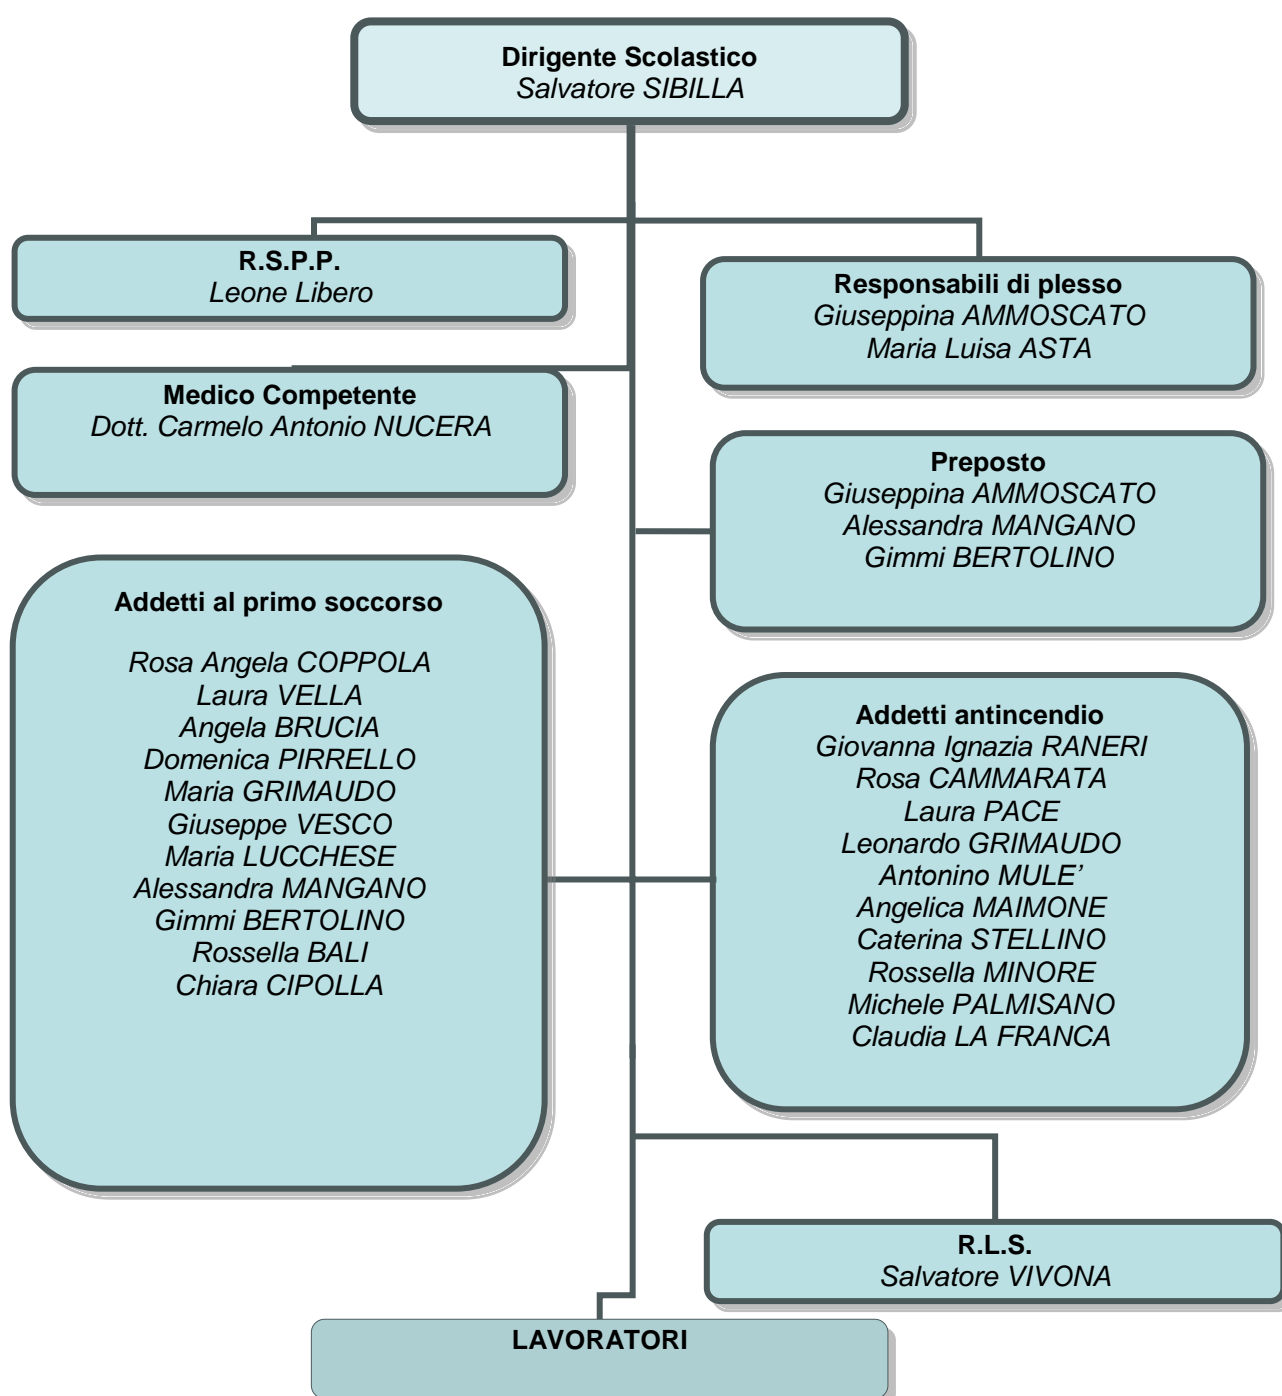 Dirigente Scolastico
Salvatore SIBILLA
R.S.P.P.
Leone Libero
Responsabili di plesso
Giuseppina AMMOSCATO
Maria Luisa ASTA
Medico Competente
Dott. Carmelo Antonio NUCERA
Preposto
Giuseppina AMMOSCATO
Alessandra MANGANO
Gimmi BERTOLINO
Addetti al primo soccorso
Rosa Angela COPPOLA
Laura VELLA
Angela BRUCIA
Domenica PIRRELLO
Maria GRIMAUDO
Giuseppe VESCO
Maria LUCCHESE
Alessandra MANGANO
Gimmi BERTOLINO
Rossella BALI
Chiara CIPOLLA
Addetti antincendio
Giovanna Ignazia RANERI
Rosa CAMMARATA
Laura PACE
Leonardo GRIMAUDO
Antonino MULE’
Angelica MAIMONE
Caterina STELLINO
Rossella MINORE
Michele PALMISANO
Claudia LA FRANCA
R.L.S.
Salvatore VIVONA
LAVORATORI